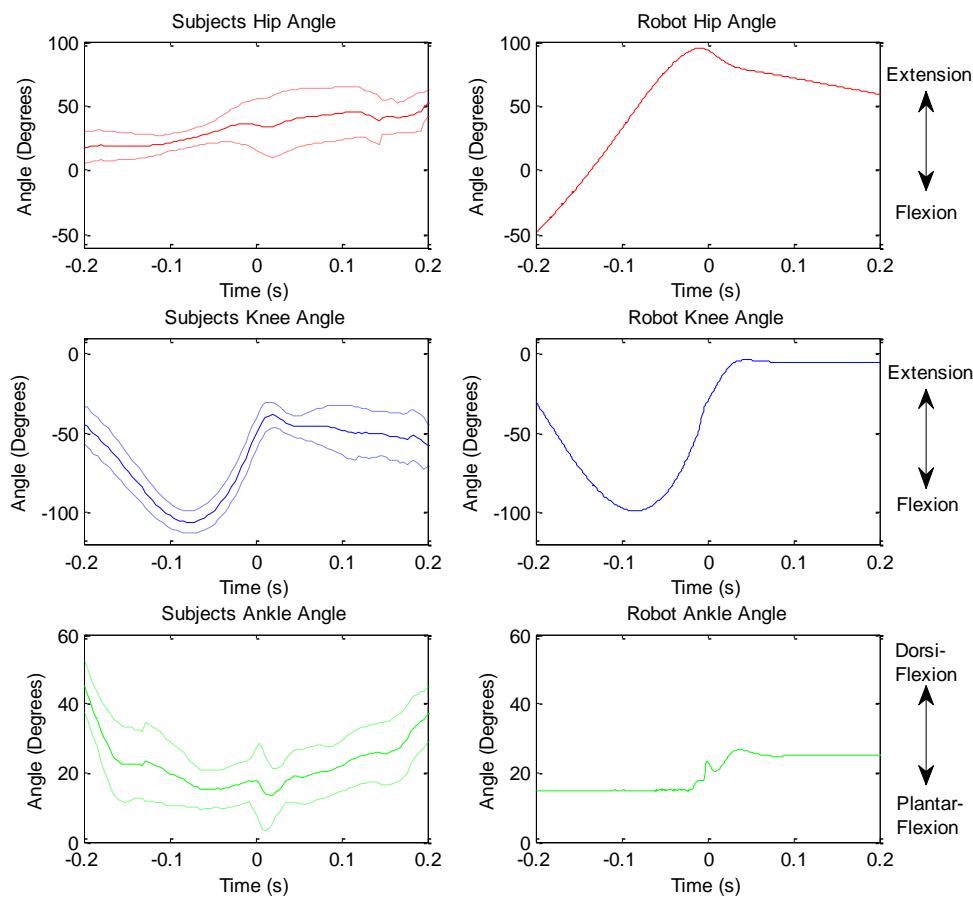 Subjects Hip Angle
100
50
0
-50
Angle (Degrees)
-0.2
-0.1
0
0.1
0.2
Time (s)
Robot Hip Angle
100
50
0
-50
Angle (Degrees)
-0.2
-0.1
0
0.1
0.2
Time (s)
Extension
Flexion
Subjects Knee Angle
0
-50
-100
Angle (Degrees)
-0.2
-0.1
0
0.1
0.2
Time (s)
Robot Knee Angle
0
-50
-100
Angle (Degrees)
-0.2
-0.1
0
0.1
0.2
Time (s)
Extension
Flexion
Subjects Ankle Angle
60
40
20
0
Angle (Degrees)
-0.2
-0.1
0
0.1
0.2
Time (s)
Robot Ankle Angle
60
40
20
0
Angle (Degrees)
-0.2
-0.1
0
0.1
0.2
Time (s)
Dorsi-
Flexion
Plantar-
Flexion